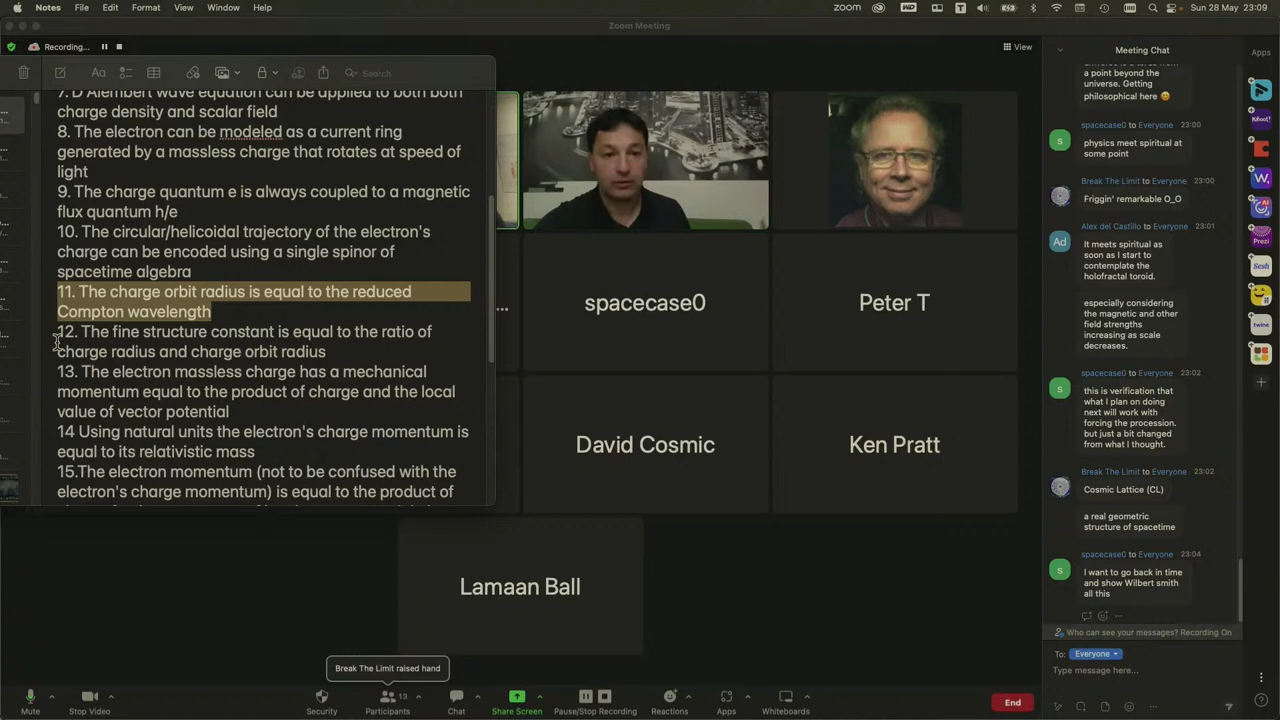 Notes File Edit Format View Window Help
zoom
Sun 28 May 23:09
Zoom Meeting
Recording...
View
Search
7. D'Alembert wave equation can be applied to both both
charge density and scalar field
8. The electron can be modeled as a current ring
generated by a massless charge that rotates at speed of
light
9. The charge quantum e is always coupled to a magnetic
flux quantum h/e
10. The circular/helicoidal trajectory of the electron's
charge can be encoded using a single spinor of
spacetime algebra
11. The charge orbit radius is equal to the reduced
Compton wavelength
12. The fine structure constant is equal to the ratio of
charge radius and charge orbit radius
13. The electron massless charge has a mechanical
momentum equal to the product of charge and the local
value of vector potential
14 Using natural units the electron's charge momentum is
equal to its relativistic mass
15.The electron momentum (not to be confused with the
electron's charge momentum) is equal to the product of
...
spacecase0
Peter T
David Cosmic
Ken Pratt
Lamaan Ball
Break The Limit raised hand
Mute
Stop Video
Security
Participants
13
Chat
Share Screen
Pause/Stop Recording
Reactions
Apps
Whiteboards
End
Meeting Chat
a point beyond the
universe. Getting
philosophical here 😊
spacecase0 to Everyone 23:00
S
physics meet spiritual at
some point
Break The Limit to Everyone 23:00
Friggin' remarkable O_O
Alex del Castillo to Everyone 23:01
Ad
It meets spiritual as
soon as I start to
contemplate the
holofractal toroid.
especially considering
the magnetic and other
field strengths
increasing as scale
decreases.
spacecase0 to Everyone 23:02
S
this is verification that
what I plan on doing
next will work with
forcing the procession.
but just a bit changed
from what I thought.
Break The Limit to Everyone 23:02
Cosmic Lattice (CL)
a real geometric
structure of spacetime
spacecase0 to Everyone 23:04
S
I want to go back in time
and show Wilbert smith
all this
Who can see your messages? Recording On
To: Everyone
Type message here...
Apps
Kahoot!
W.
Ai
Prezi
Sesh
twine